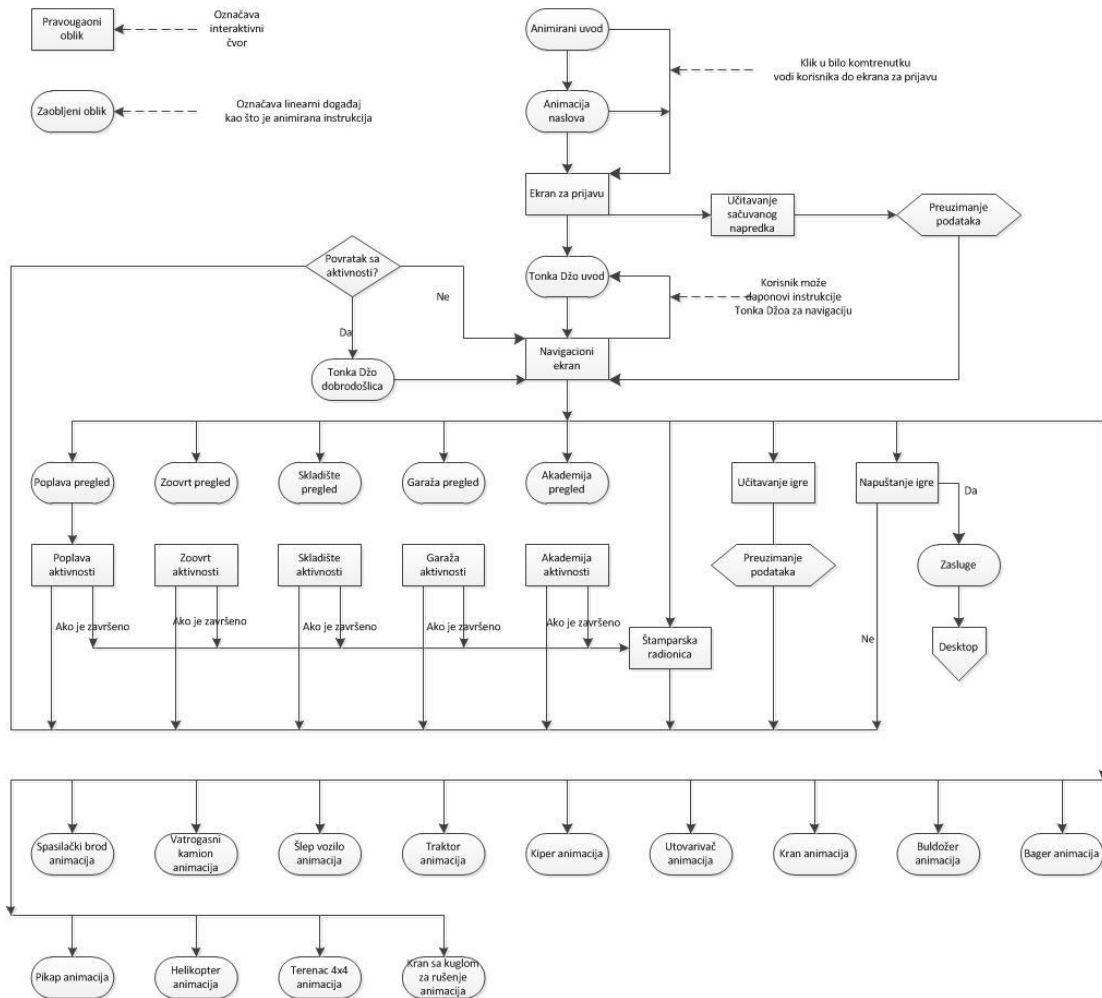 Pravougaoni
oblik
Označava
interaktivni
čvor
Animirani uvod
Klik u bilo komtrenutku
vodi korisnika do ekrana za prijavu
Zaobljeni oblik
Označava linearni događaj
kao što je animirana instrukcija
Animacija
naslova
Ekran za prijavu
Učitavanje
sačuvanog
napredka
Preuzimanje
podataka
Povratak sa
aktivnosti?
Ne
Da
Tonka Džo uvod
Korisnik može
daponovi instrukcije
Tonka Džoa za navigaciju
Tonka Džo
dobrodošlica
Navigacioni
ekran
Poplava pregled
Zoovrt pregled
Skladište
pregled
Garaža pregled
Akademija
pregled
Učitavanje igre
Napuštanje igre
Da
Poplava
aktivnosti
Zoovrt
aktivnosti
Skladište
aktivnosti
Garaža
aktivnosti
Akademija
aktivnosti
Preuzimanje
podataka
Zasluge
Ako je završeno
Ako je završeno
Ako je završeno
Ako je završeno
Ako je završeno
Štamparska
radionica
Ne
Desktop
Spasilački brod
animacija
Vatrogasni
kamion
animacija
Šlep vozilo
animacija
Traktor
animacija
Kiper animacija
Utovarivač
animacija
Kran animacija
Buldožer
animacija
Bager animacija
Pikap animacija
Helikopter
animacija
Terenac 4x4
animacija
Kran sa kuglom
za rušenje
animacija